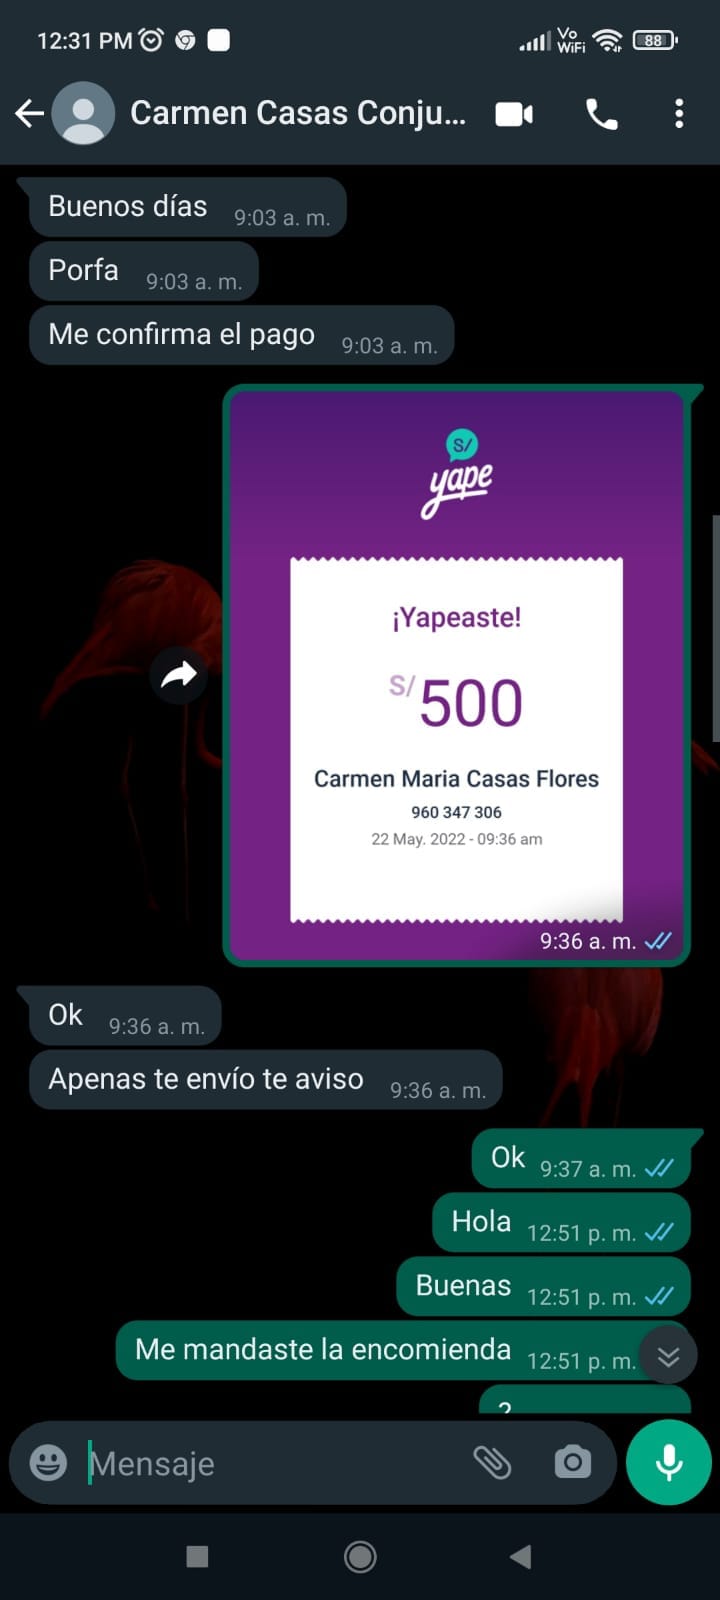 12:31 PM
Vo WiFi 88
Carmen Casas Conju...
Buenos días 9:03 a. m.
Porfa 9:03 a. m.
Me confirma el pago 9:03 a. m.
S/
yape
¡Yapeaste!
S/ 500
Carmen Maria Casas Flores
960 347 306
22 May. 2022 - 09:36 am
9:36 a. m.
Ok 9:36 a. m.
Apenas te envío te aviso 9:36 a. m.
Ok 9:37 a. m.
Hola 12:51 p. m.
Buenas 12:51 p. m.
Me mandaste la encomienda 12:51 p. m.
?
Mensaje